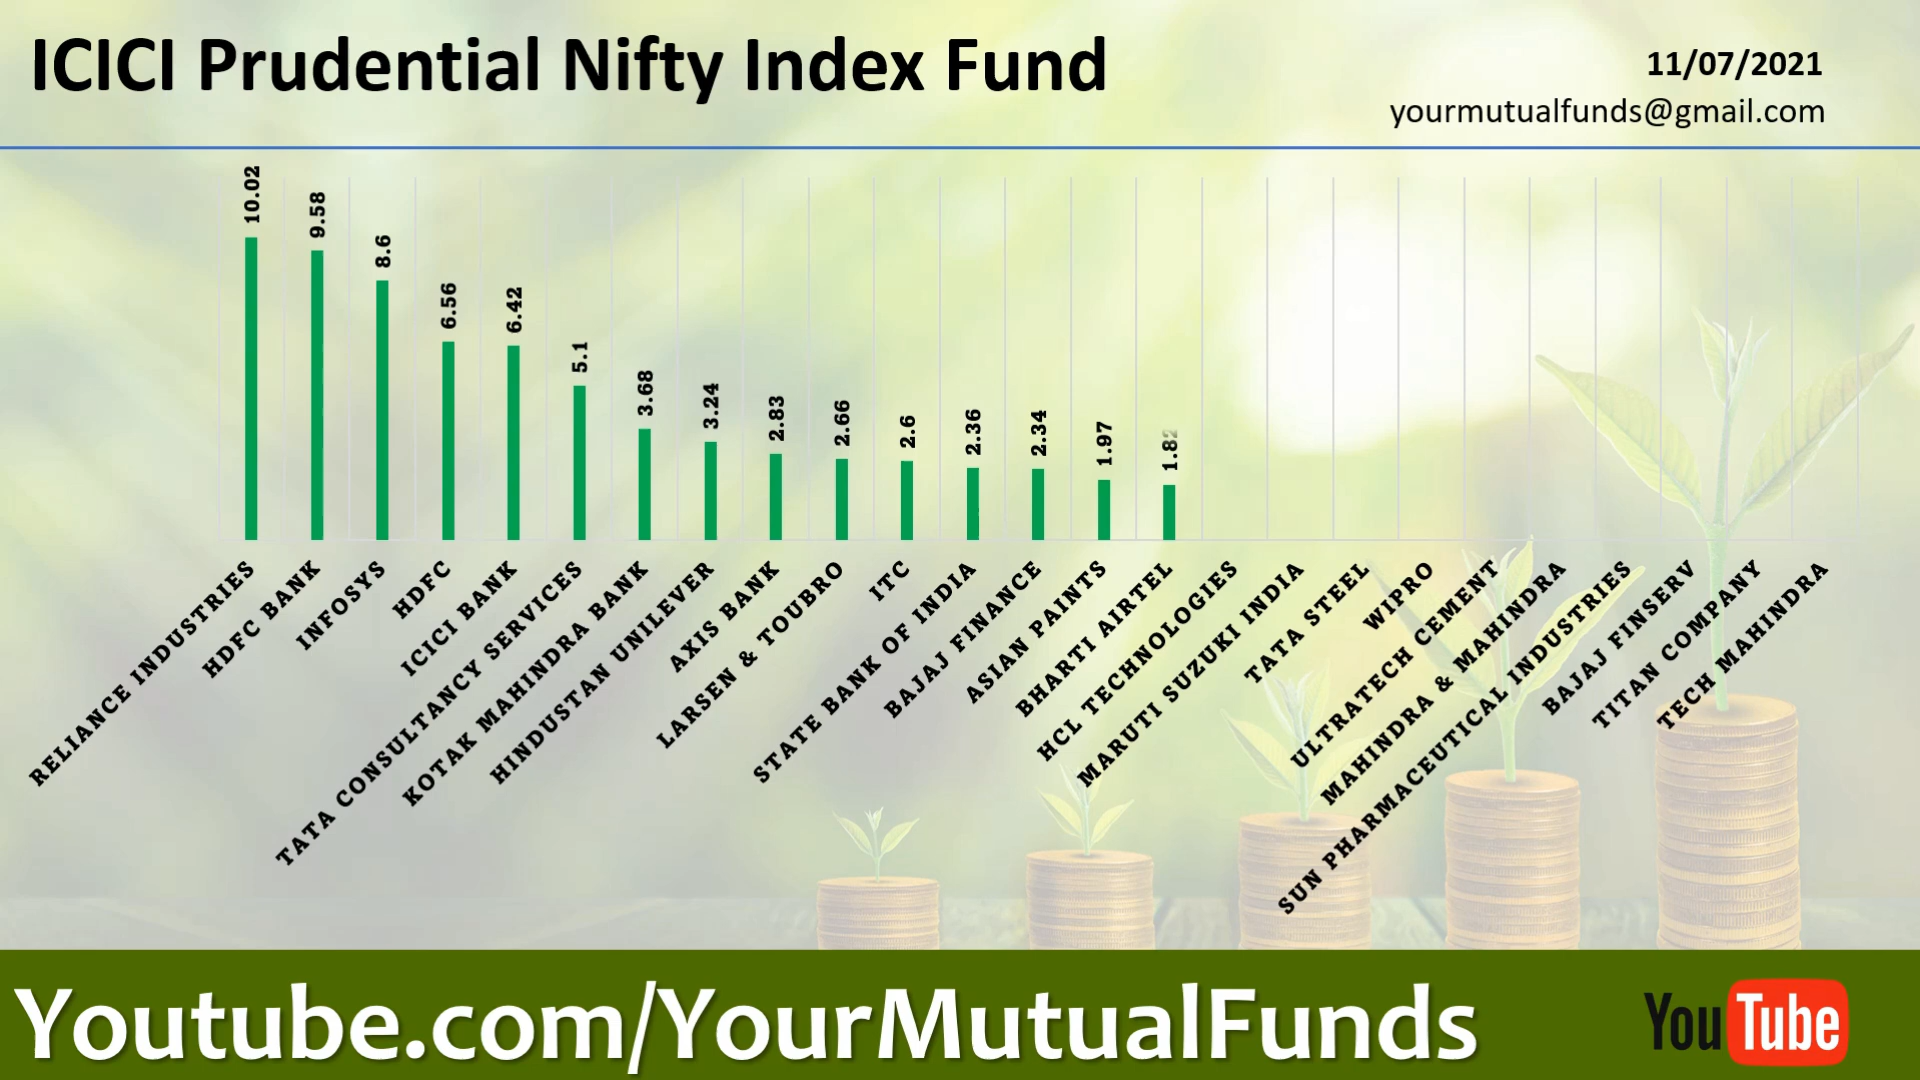 ICICI Prudential Nifty Index Fund
11/07/2021
yourmutualfunds@gmail.com
10.02
9.58
8.6
6.56
6.42
5.1
3.68
3.24
2.83
2.66
2.6
2.36
2.34
1.97
1.82
RELIANCE INDUSTRIES
HDFC BANK
INFOSYS
HDFC
ICICI BANK
TATA CONSULTANCY SERVICES
KOTAK MAHINDRA BANK
HINDUSTAN UNILEVER
AXIS BANK
LARSEN & TOUBRO
ITC
STATE BANK OF INDIA
BAJAJ FINANCE
ASIAN PAINTS
BHARTI AIRTEL
HCL TECHNOLOGIES
MARUTI SUZUKI INDIA
TATA STEEL
WIPRO
ULTRATECH CEMENT
MAHINDRA & MAHINDRA
SUN PHARMACEUTICAL INDUSTRIES
BAJAJ FINSERV
TITAN COMPANY
TECH MAHINDRA
Youtube.com/YourMutualFunds
YouTube